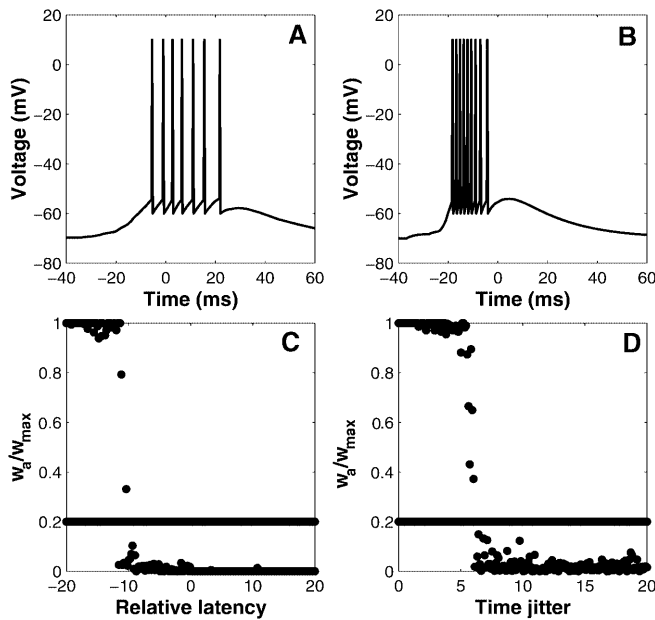 A
20
0
−20
−40
−60
−80
Voltage (mV)
−40 −20 0 20 40 60
Time (ms)
B
20
0
−20
−40
−60
−80
Voltage (mV)
−40 −20 0 20 40 60
Time (ms)
C
1
0.8
0.6
0.4
0.2
0
wa/wmax
−20 −10 0 10 20
Relative latency
D
1
0.8
0.6
0.4
0.2
0
wa/wmax
0 5 10 15 20
Time jitter